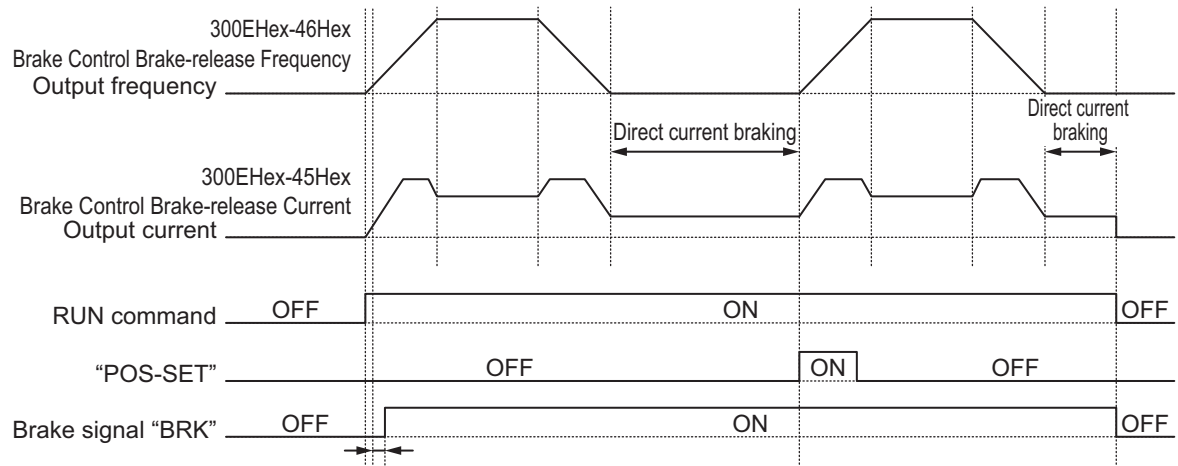 300EHex-46Hex
Brake Control Brake-release Frequency
Output frequency
Direct current braking
Direct current
braking
300EHex-45Hex
Brake Control Brake-release Current
Output current
RUN command
OFF
ON
OFF
“POS-SET”
OFF
ON
OFF
Brake signal “BRK”
OFF
ON
OFF